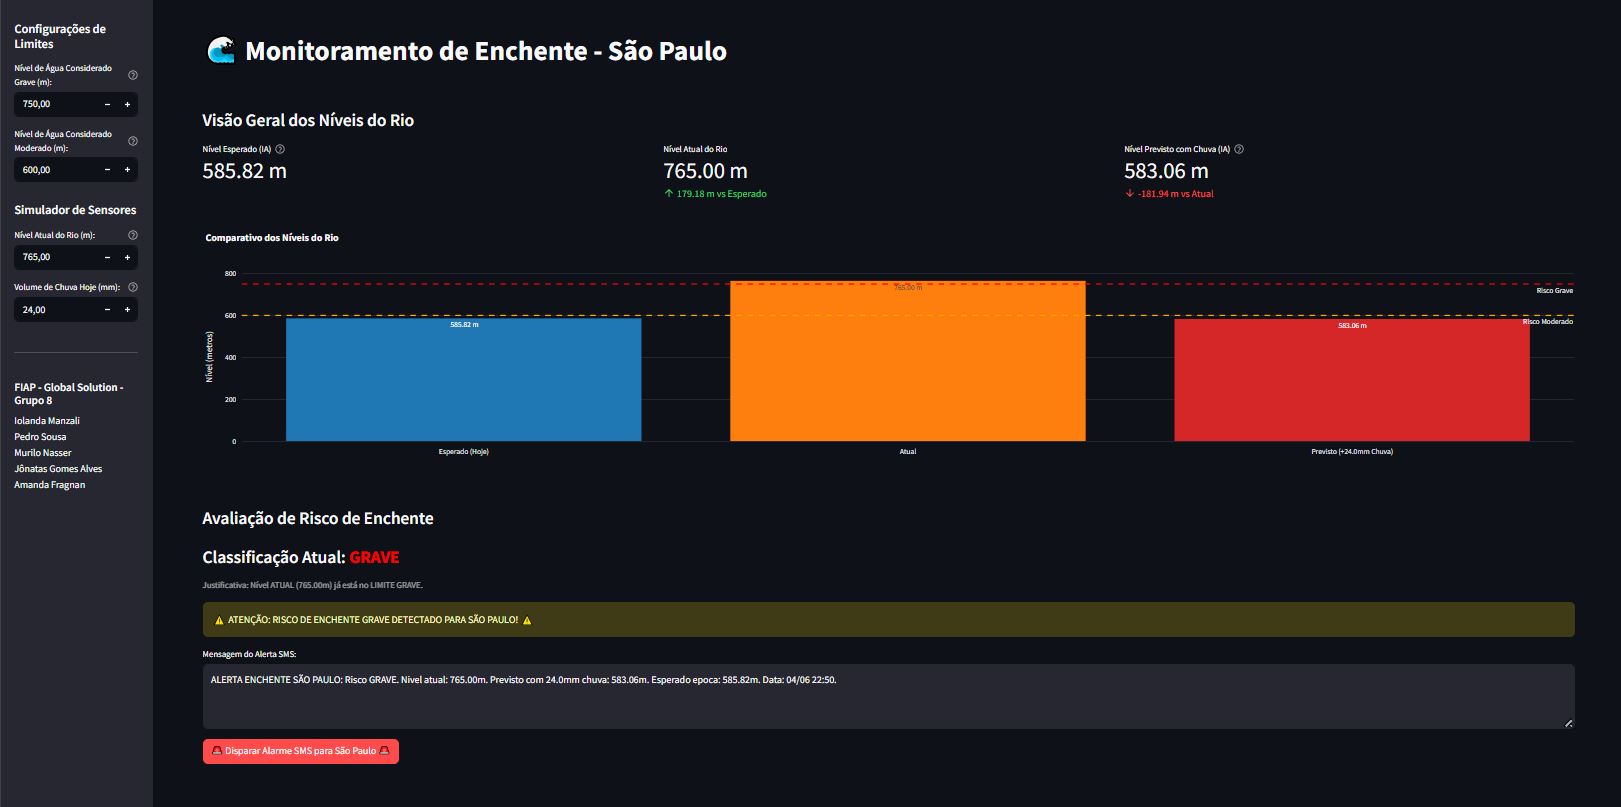 Configurações de
Limites
Nível de Água Considerado
Grave (m):
750,00
Nível de Água Considerado
Moderado (m):
600,00
Simulador de Sensores
Nível Atual do Rio (m):
765,00
Volume de Chuva Hoje (mm):
24,00
FIAP - Global Solution -
Grupo 8
Iolanda Manzali
Pedro Sousa
Murilo Nasser
Jônatas Gomes Alves
Amanda Fragnan
Monitoramento de Enchente - São Paulo
Visão Geral dos Níveis do Rio
Nível Esperado (IA)
585.82 m
Nível Atual do Rio
765.00 m
↑ 179.18 m vs Esperado
Nível Previsto com Chuva (IA)
583.06 m
↓ -181.94 m vs Atual
Comparativo dos Níveis do Rio
Nível (metros)
800
600
400
200
0
585.82 m
765.00 m
583.06 m
Risco Grave
Risco Moderado
Esperado (Hoje)
Atual
Previsto (+24.0mm Chuva)
Avaliação de Risco de Enchente
Classificação Atual: GRAVE
Justificativa: Nível ATUAL (765.00m) já está no LIMITE GRAVE.
⚠️ ATENÇÃO: RISCO DE ENCHENTE GRAVE DETECTADO PARA SÃO PAULO! ⚠️
Mensagem do Alerta SMS:
ALERTA ENCHENTE SÃO PAULO: Risco GRAVE. Nivel atual: 765.00m. Previsto com 24.0mm chuva: 583.06m. Esperado epoca: 585.82m. Data: 04/06 22:50.
🚨 Disparar Alarme SMS para São Paulo 🚨